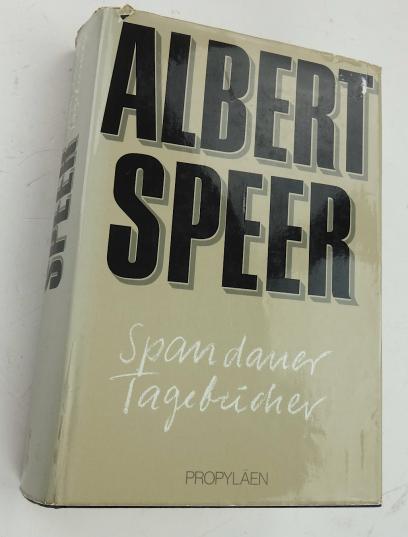 ALBERT
SPEER
Spandauer
Tagebücher
PROPYLÄEN
SPEER